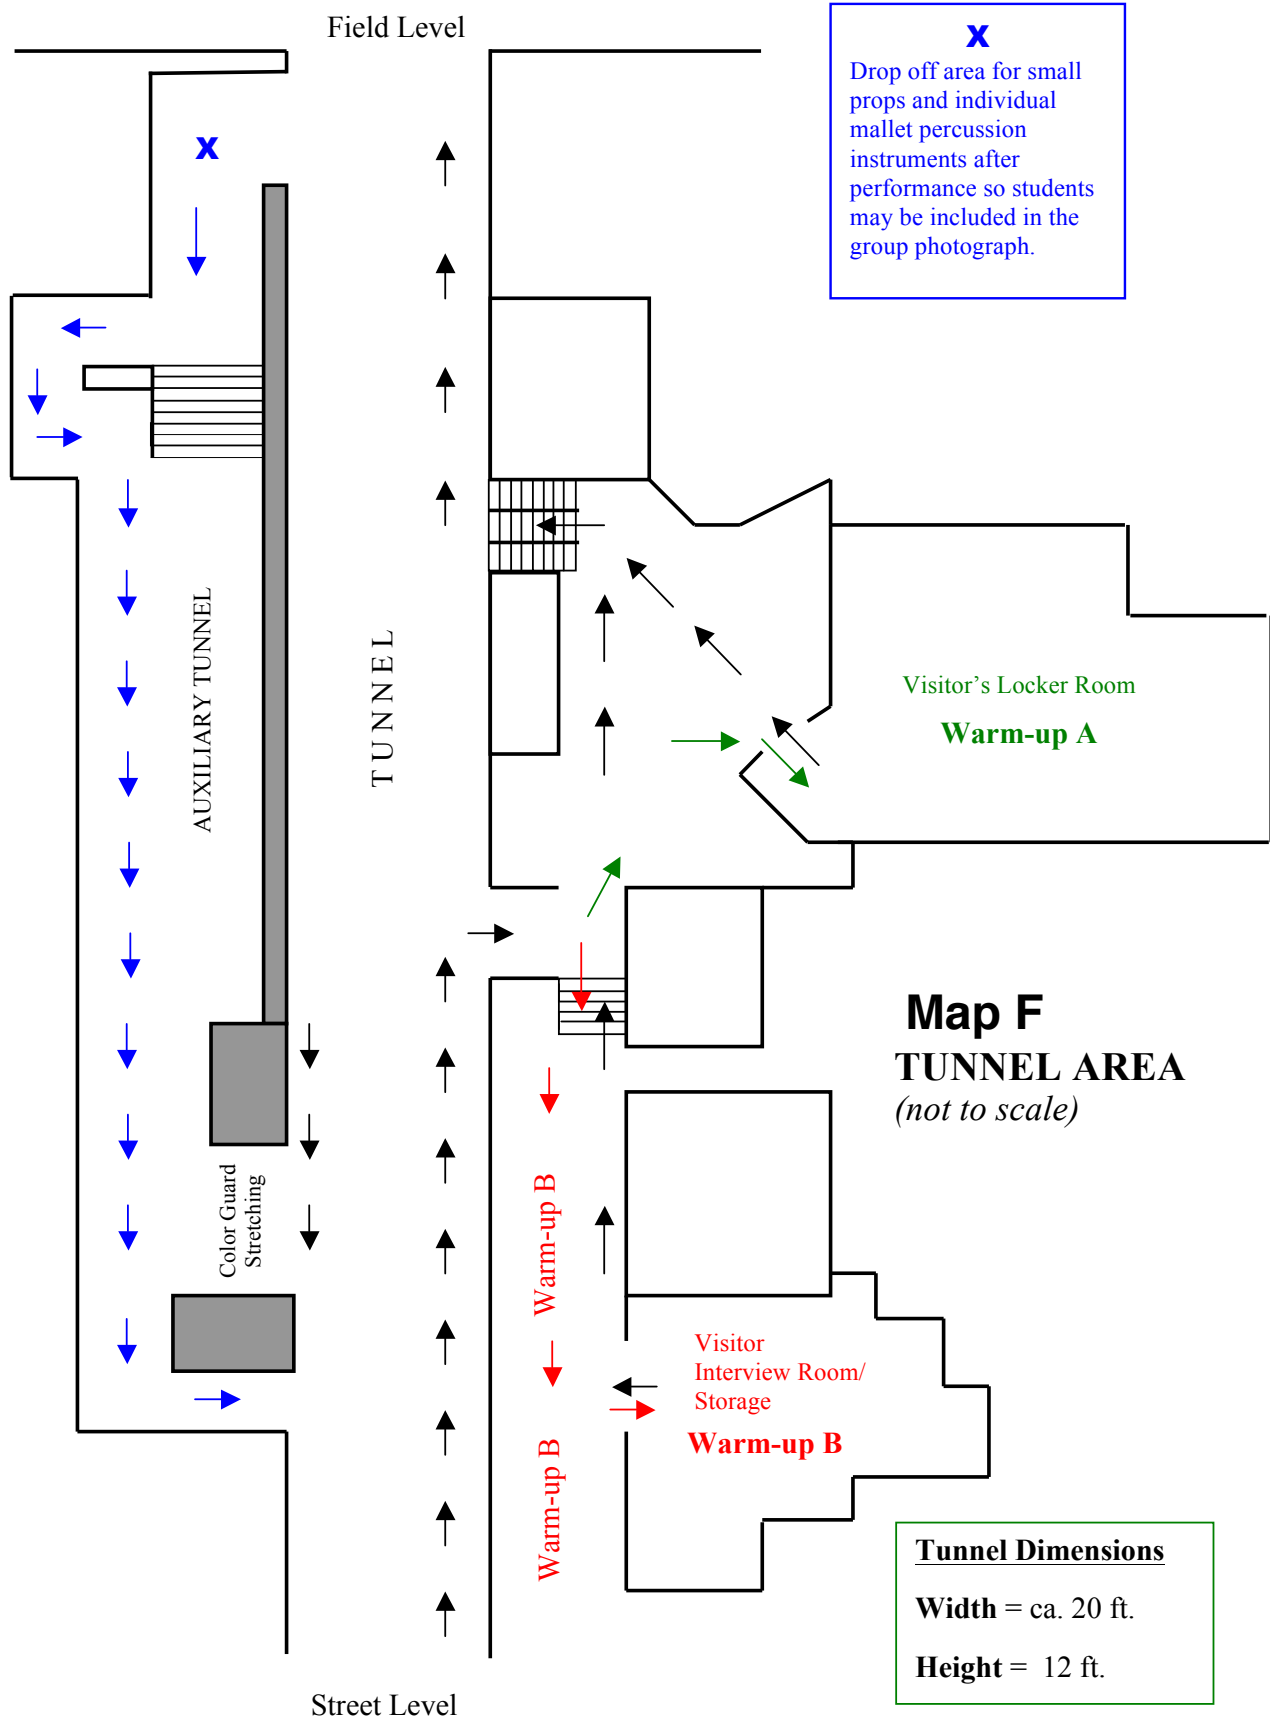 Field Level
x
Drop off area for small
props and individual
mallet percussion
instruments after
performance so students
may be included in the
group photograph.
x
AUXILIARY TUNNEL
TUNNEL
Visitor’s Locker Room
Warm-up A
Map F
TUNNEL AREA
(not to scale)
Color Guard
Stretching
Warm-up B
Visitor
Interview Room/
Storage
Warm-up B
Warm-up B
Tunnel Dimensions
Width = ca. 20 ft.
Height = 12 ft.
Street Level